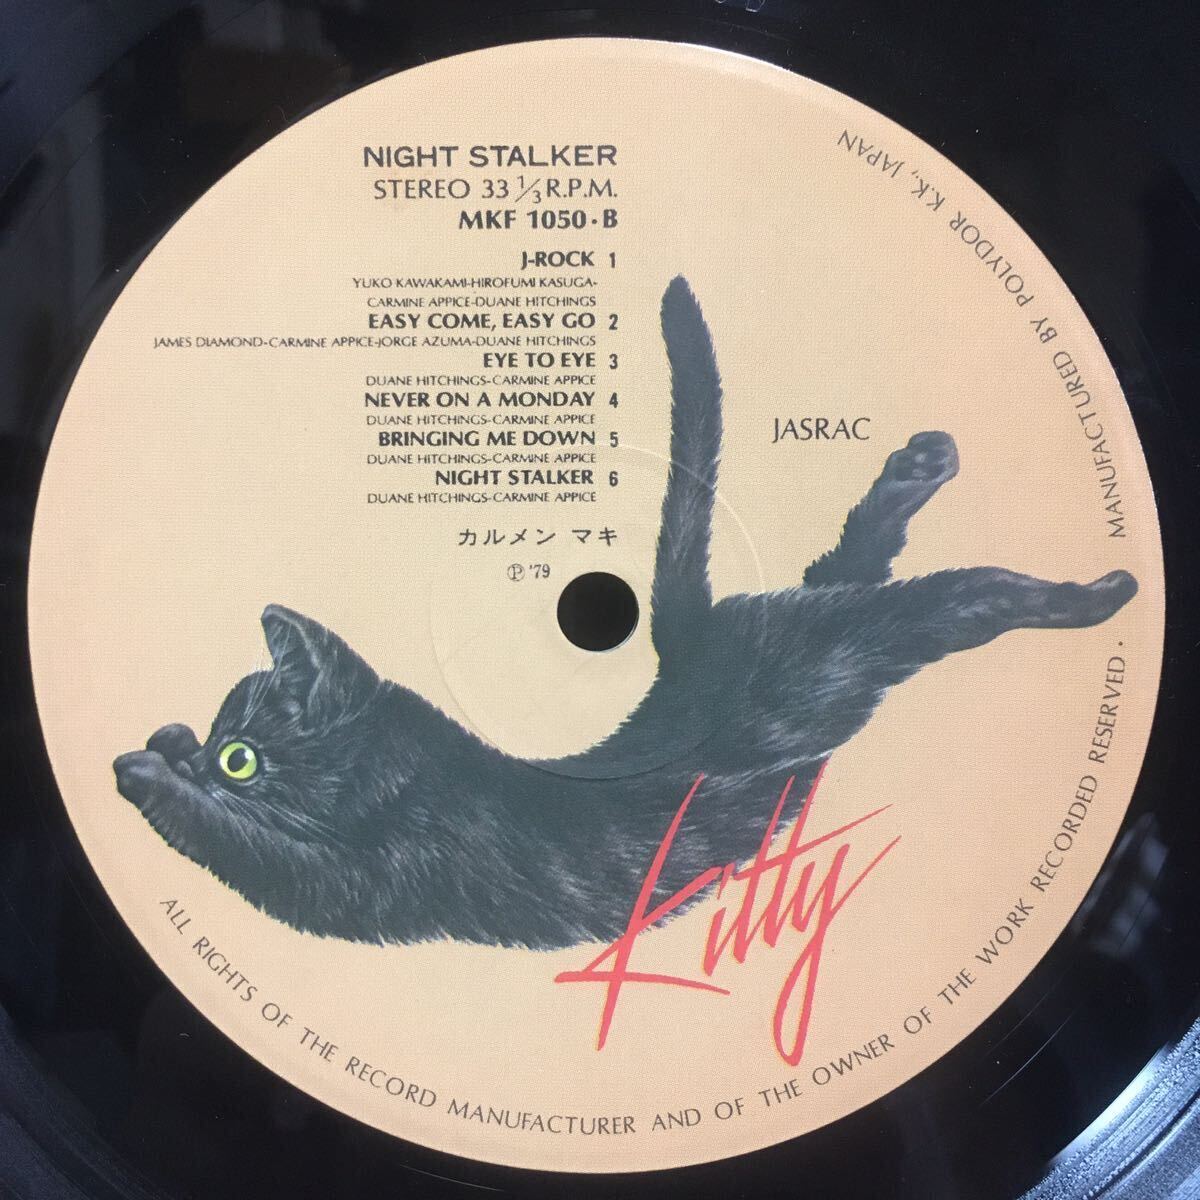 NIGHT STALKER
STEREO 33 1/3 R.P.M.
MKF 1050・B
J-ROCK 1
YUKO KAWAKAMI-HIROFUMI KASUGA-
CARMINE APPICE-DUANE HITCHINGS
EASY COME, EASY GO 2
JAMES DIAMOND-CARMINE APPICE-JORGE AZUMA-DUANE HITCHINGS
EYE TO EYE 3
DUANE HITCHINGS-CARMINE APPICE
NEVER ON A MONDAY 4
DUANE HITCHINGS-CARMINE APPICE
BRINGING ME DOWN 5
DUANE HITCHINGS-CARMINE APPICE
NIGHT STALKER 6
DUANE HITCHINGS-CARMINE APPICE
カルメン マキ
Ⓟ '79
JASRAC
Kitty
ALL RIGHTS OF THE RECORD MANUFACTURER AND OF THE OWNER OF THE WORK RECORDED RESERVED.
MANUFACTURED BY POLYDOR K.K., JAPAN